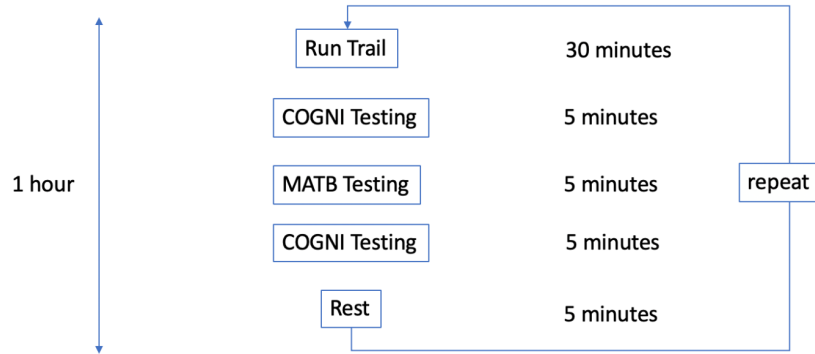 Run Trail 30 minutes
COGNI Testing 5 minutes
1 hour MATB Testing 5 minutes repeat
COGNI Testing 5 minutes
Rest 5 minutes